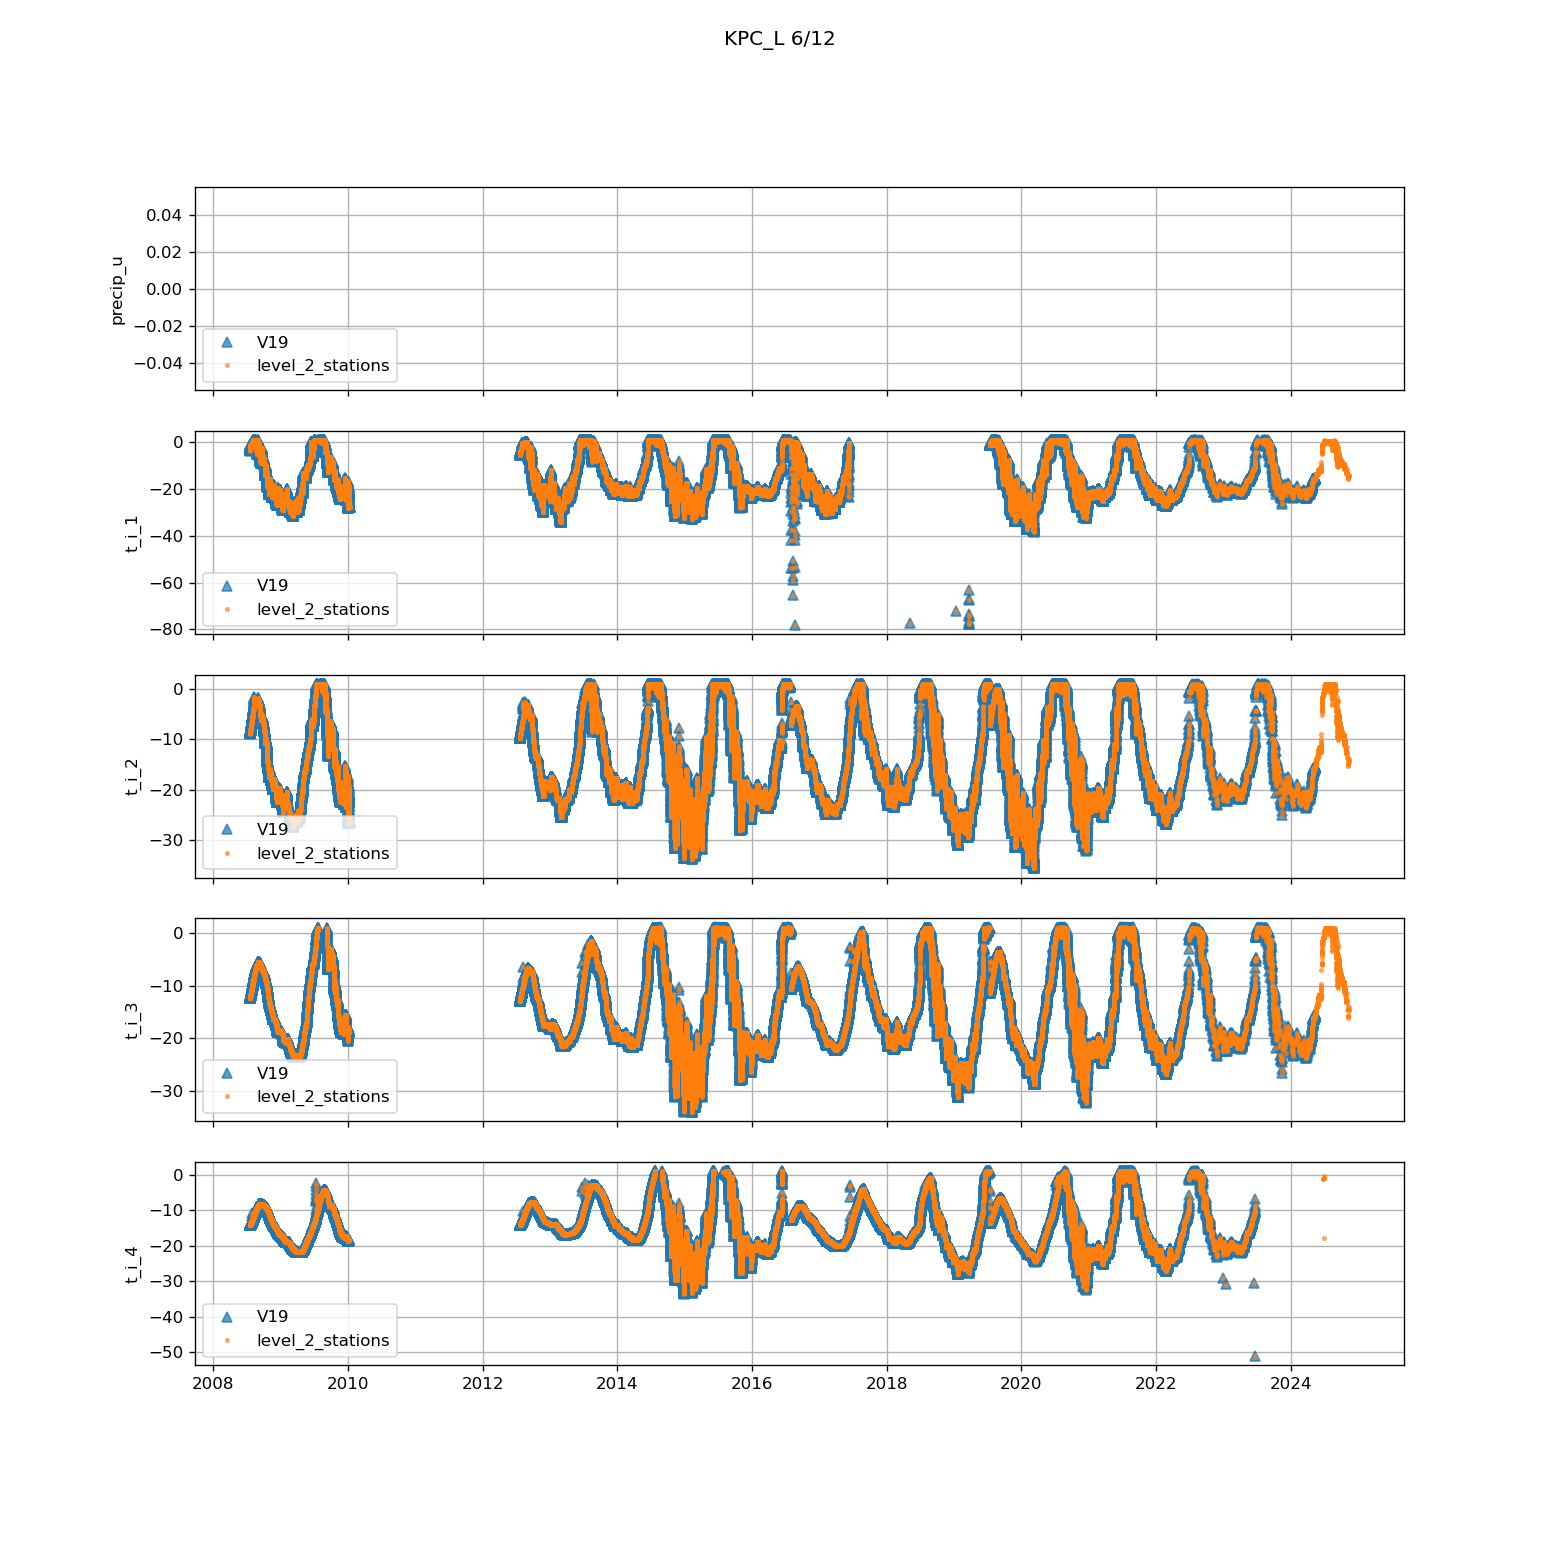 KPC_L 6/12
precip_u
0.04
0.02
0.00
−0.02
−0.04
V19
level_2_stations
t_i_1
0
−20
−40
−60
−80
V19
level_2_stations
t_i_2
0
−10
−20
−30
V19
level_2_stations
t_i_3
0
−10
−20
−30
V19
level_2_stations
t_i_4
0
−10
−20
−30
−40
−50
V19
level_2_stations
2008 2010 2012 2014 2016 2018 2020 2022 2024